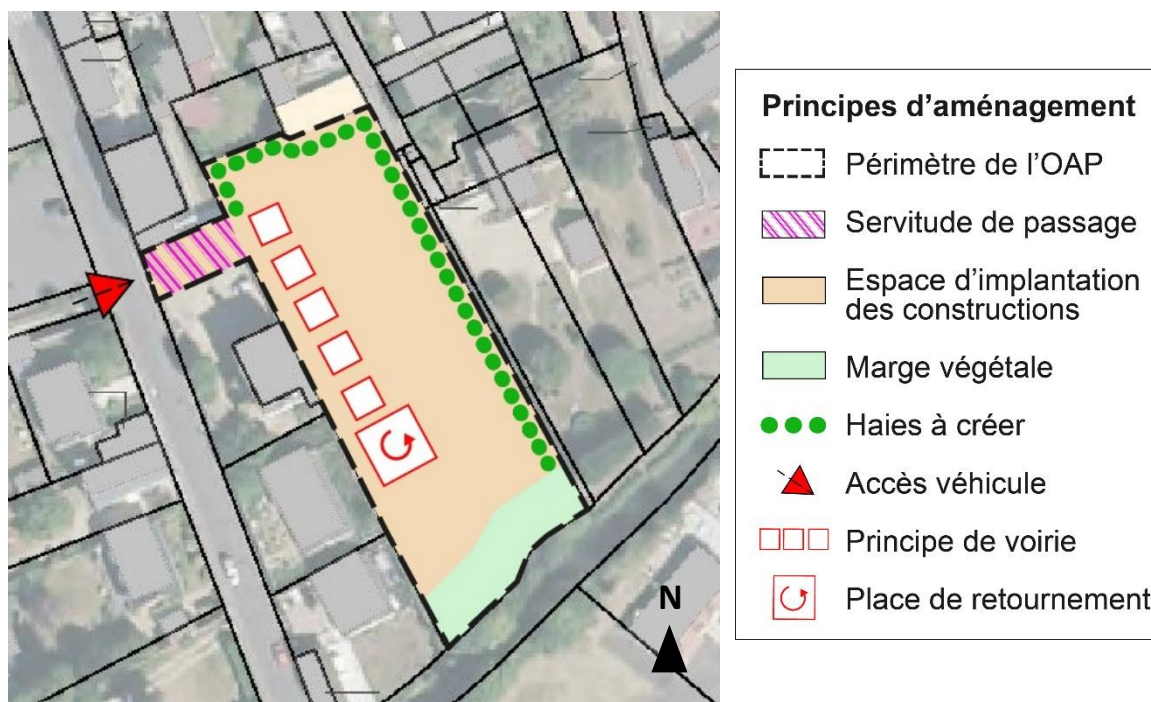 N
Principes d’aménagement
Périmètre de l’OAP
Servitude de passage
Espace d’implantation
des constructions
Marge végétale
Haies à créer
Accès véhicule
Principe de voirie
Place de retournement